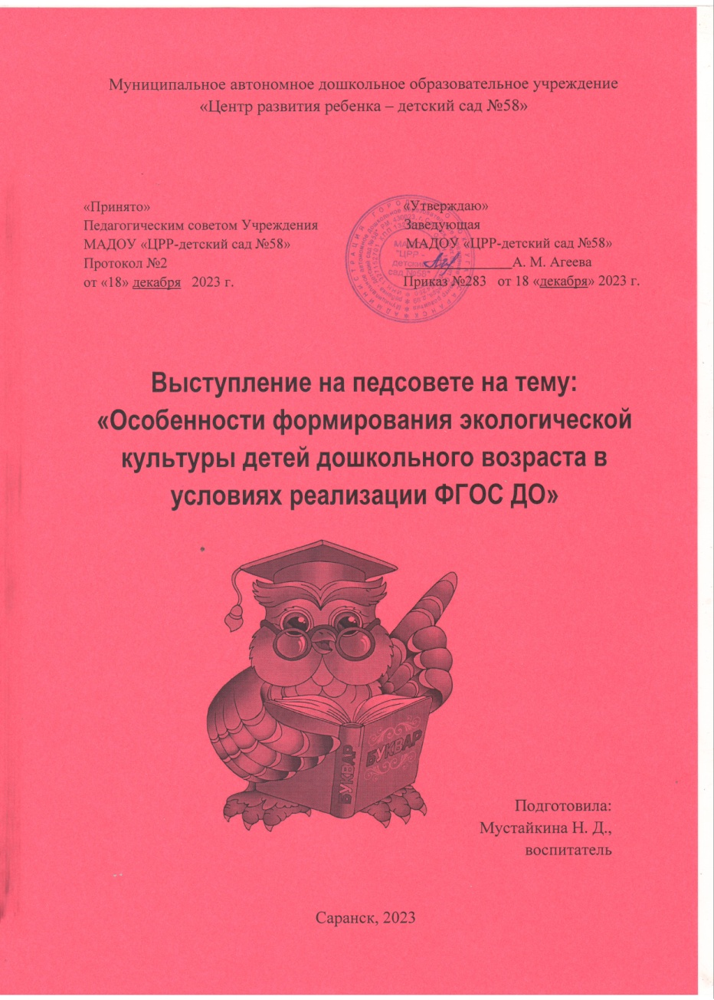 Муниципальное автономное дошкольное образовательное учреждение
«Центр развития ребенка – детский сад №58»
«Принято»
Педагогическим советом Учреждения
МАДОУ «ЦРР-детский сад №58»
Протокол №2
от «18» декабря 2023 г.
«Утверждаю»
Заведующая
МАДОУ «ЦРР-детский сад №58»
А. М. Агеева
Приказ №283 от 18 «декабря» 2023 г.
Выступление на педсовете на тему:
«Особенности формирования экологической
культуры детей дошкольного возраста в
условиях реализации ФГОС ДО»
БУКВАР
БУКВАР
Подготовила:
Мустайкина Н. Д.,
воспитатель
Саранск, 2023